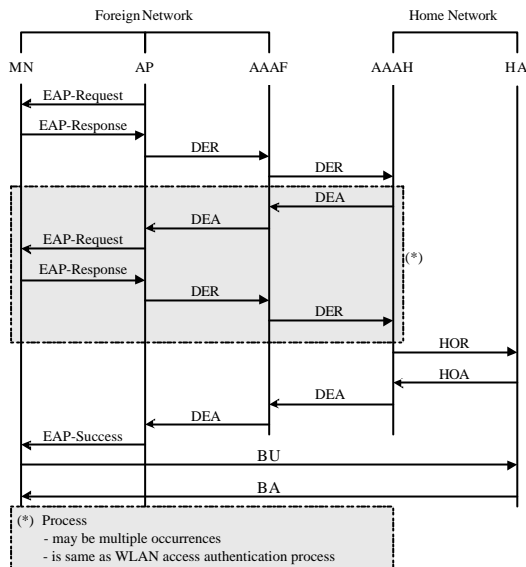 Foreign Network Home Network
MN AP AAAF AAAH HA
EAP-Request
EAP-Response
DER
DER
DEA
DEA
EAP-Request
(*)
EAP-Response
DER
DER
HOR
HOA
DEA
DEA
EAP-Success
BU
BA
(*) Process
- may be multiple occurrences
- is same as WLAN access authentication process